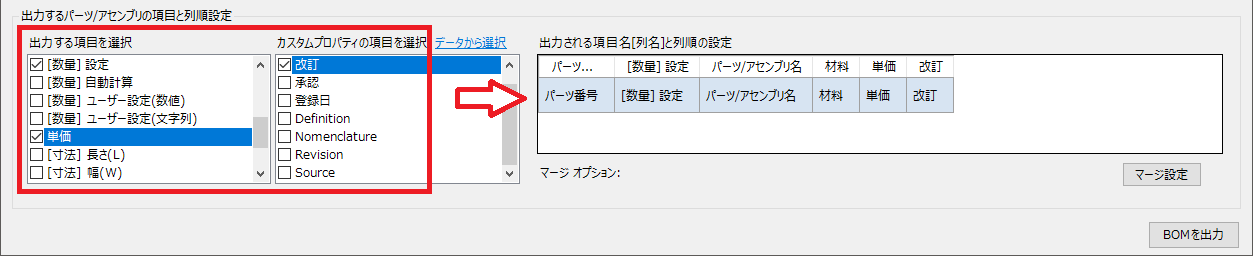 出力するパーツ/アセンブリの項目と列順設定
出力する項目を選択
[数量] 設定
[数量] 自動計算
[数量] ユーザー設定(数値)
[数量] ユーザー設定(文字列)
単価
[寸法] 長さ(L)
[寸法] 幅(W)
カスタムプロパティの項目を選択
データから選択
改訂
承認
登録日
Definition
Nomenclature
Revision
Source
出力される項目名[列名]と列順の設定
パーツ... [数量] 設定 パーツ/アセンブリ名 材料 単価 改訂
パーツ番号 [数量] 設定 パーツ/アセンブリ名 材料 単価 改訂
マージ オプション:
マージ設定
BOMを出力